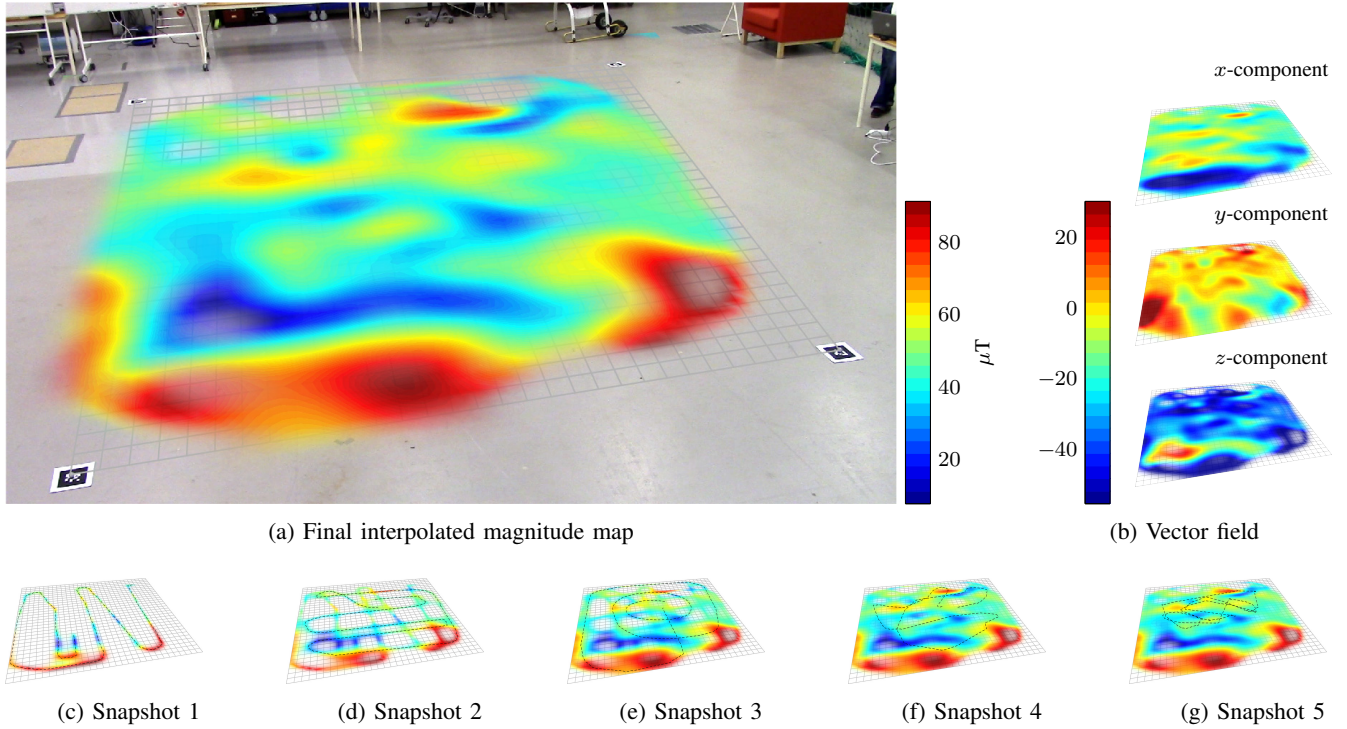 x-component
y-component
z-component
80
60
40
20
μT
20
0
−20
−40
(a) Final interpolated magnitude map
(b) Vector field
(c) Snapshot 1
(d) Snapshot 2
(e) Snapshot 3
(f) Snapshot 4
(g) Snapshot 5